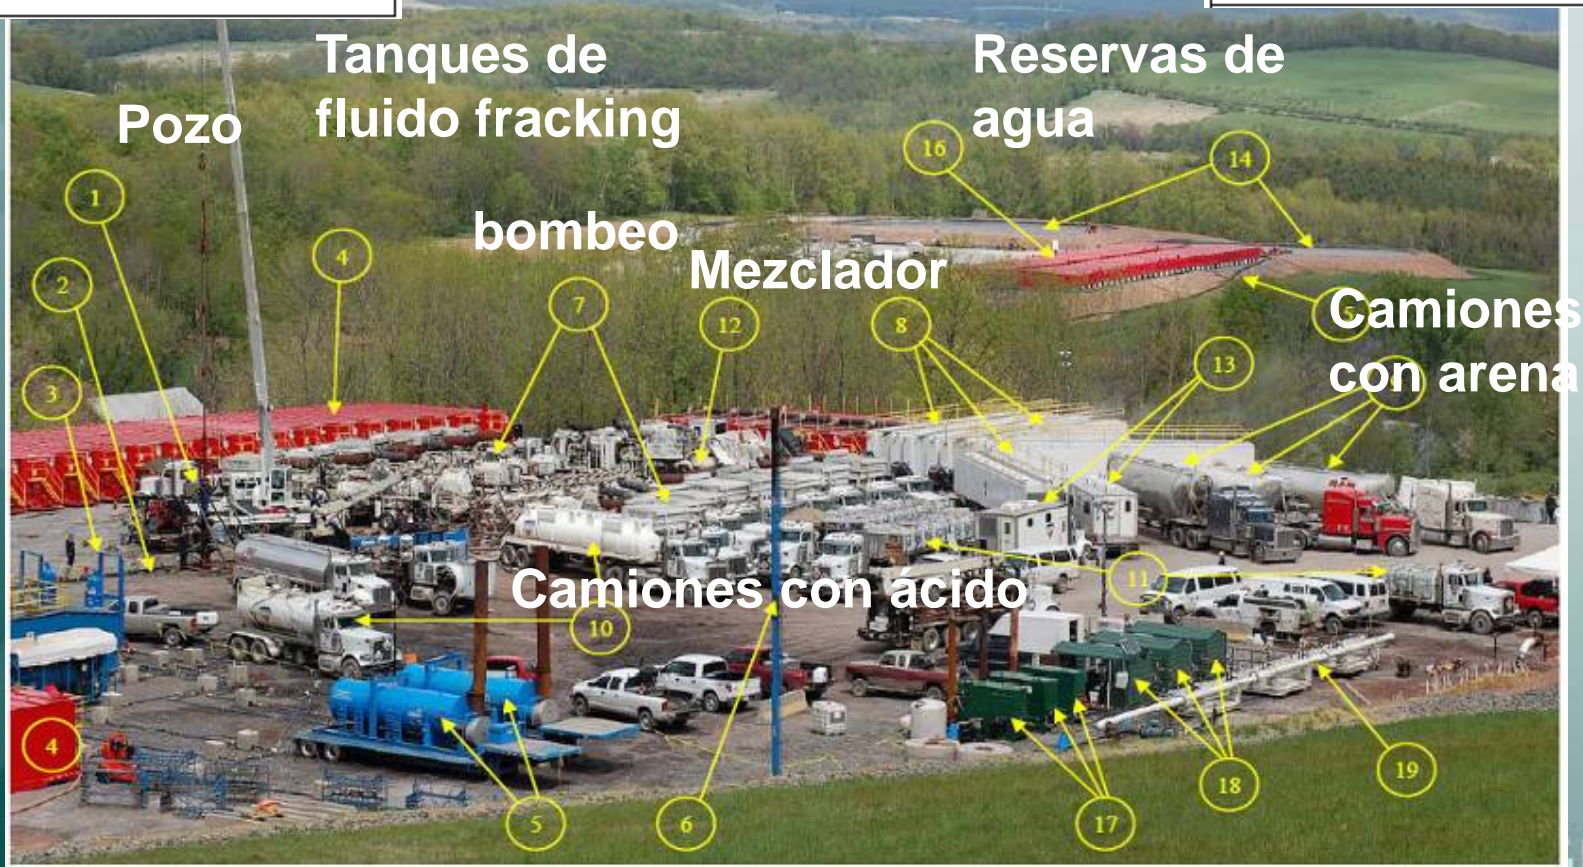 Tanques de
fluido fracking
Reservas de
agua
Pozo
16
14
1
bombeo
4
Mezclador
2
7
12
8
Camiones
con arena
13
3
Camiones con ácido
11
10
4
5
6
17
18
19